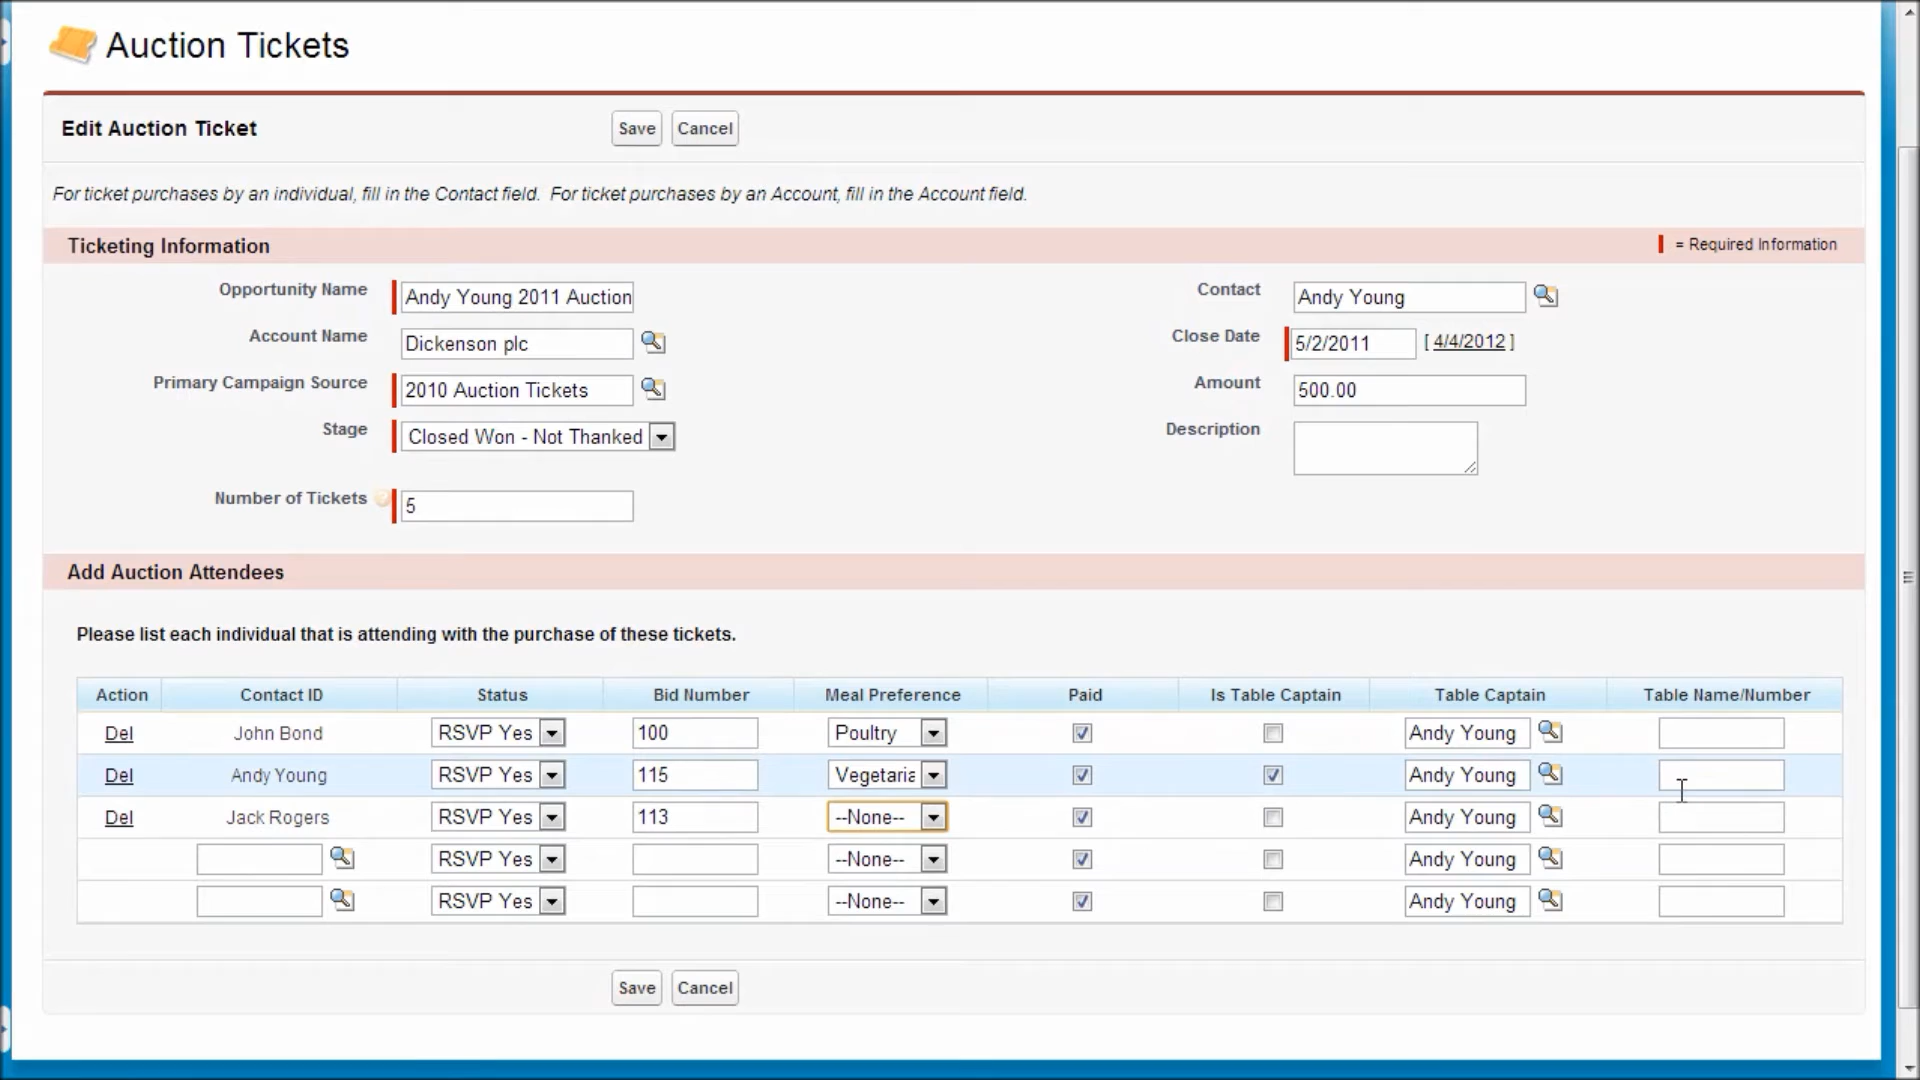 Auction Tickets
Edit Auction Ticket Save Cancel
For ticket purchases by an individual, fill in the Contact field. For ticket purchases by an Account, fill in the Account field.
Ticketing Information = Required Information
Opportunity Name Andy Young 2011 Auction Contact Andy Young
Account Name Dickenson plc Close Date 5/2/2011 [ 4/4/2012 ]
Primary Campaign Source 2010 Auction Tickets Amount 500.00
Stage Closed Won - Not Thanked Description
Number of Tickets ? 5
Add Auction Attendees
Please list each individual that is attending with the purchase of these tickets.
Action Contact ID Status Bid Number Meal Preference Paid Is Table Captain Table Captain Table Name/Number
Del John Bond RSVP Yes 100 Poultry Andy Young
Del Andy Young RSVP Yes 115 Vegetaria Andy Young
Del Jack Rogers RSVP Yes 113 --None-- Andy Young
RSVP Yes --None-- Andy Young
RSVP Yes --None-- Andy Young
Save Cancel